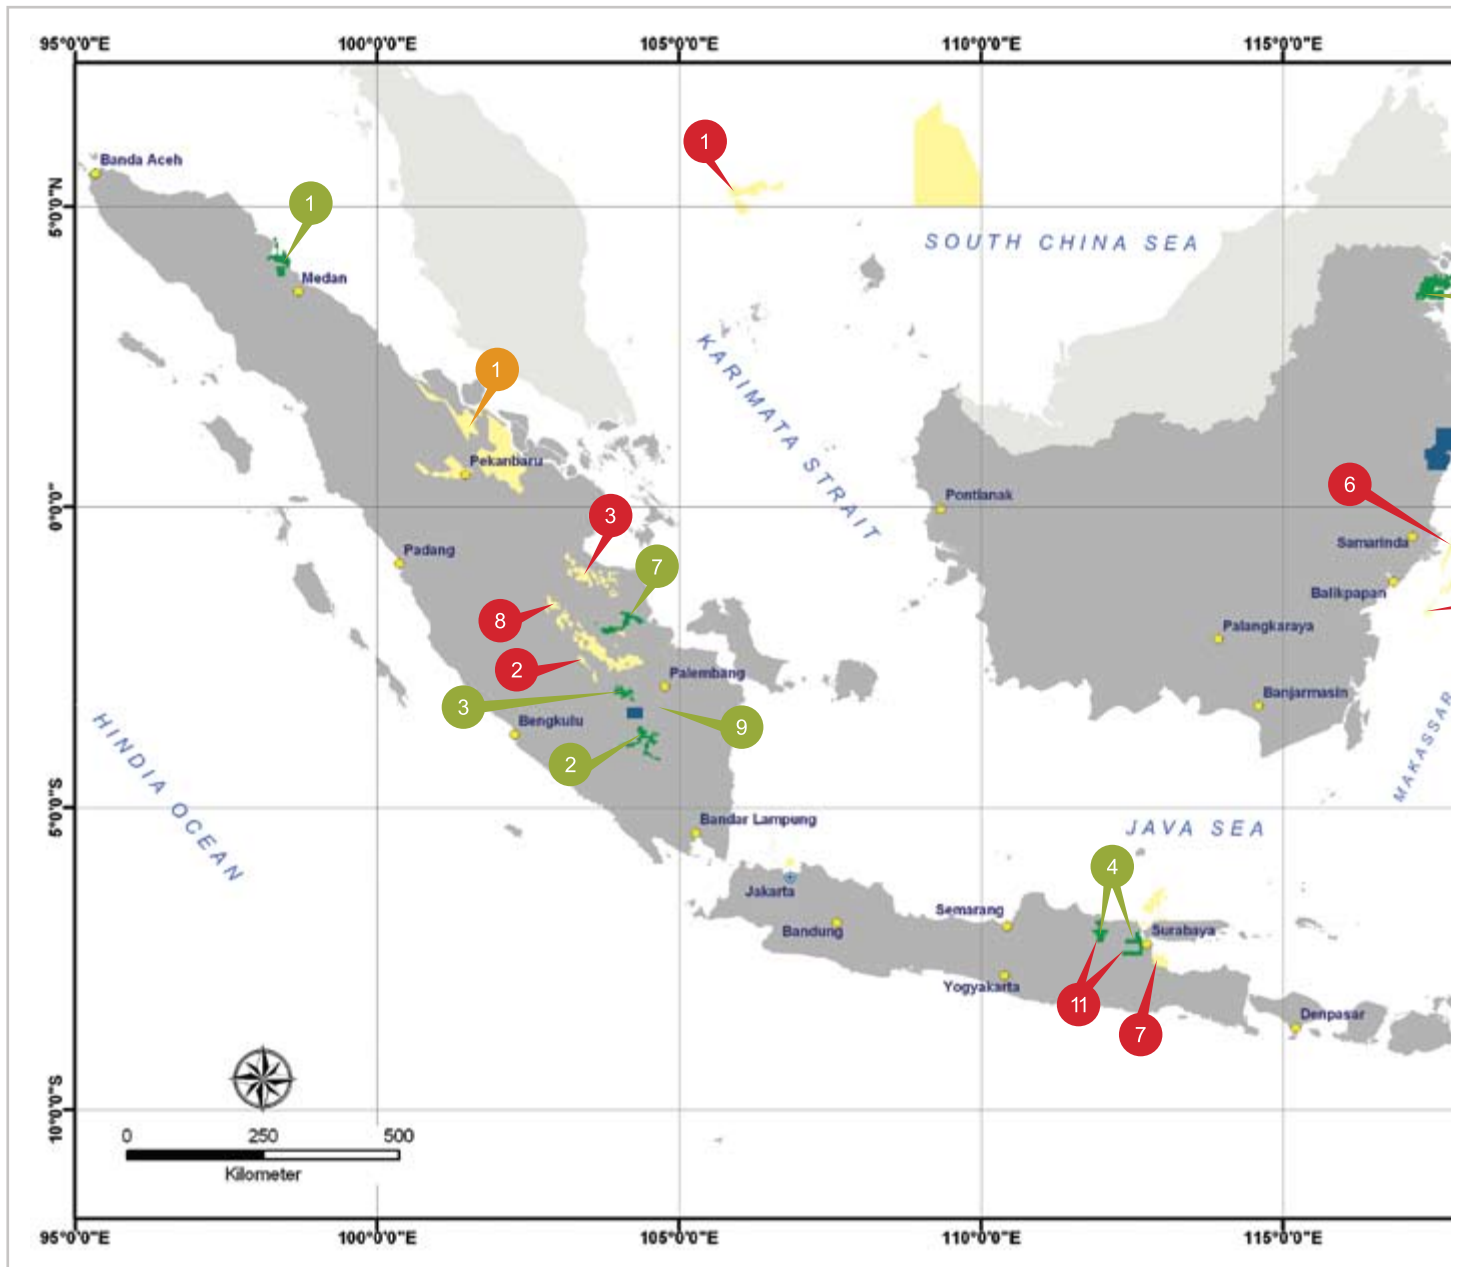 95°0'0"E 100°0'0"E 105°0'0"E 110°0'0"E 115°0'0"E
1
Banda Aceh
5°0'0"N
1
SOUTH CHINA SEA
Medan
KARIMATA STRAIT
1
Pekanbaru
6
Pontianak
0°0'0"
3
Samarinda
Padang
7
Balikpapan
8
Palangkaraya
2
Palembang
Banjarmasin
3
Bengkulu
9
HINDIA OCEAN
MAKASSAR
2
5°0'0"S
Bandar Lampung
JAVA SEA
4
Jakarta
Semarang
Bandung
Surabaya
Yogyakarta
11
Denpasar
7
10°0'0"S
0 250 500
Kilometer
95°0'0"E 100°0'0"E 105°0'0"E 110°0'0"E 115°0'0"E